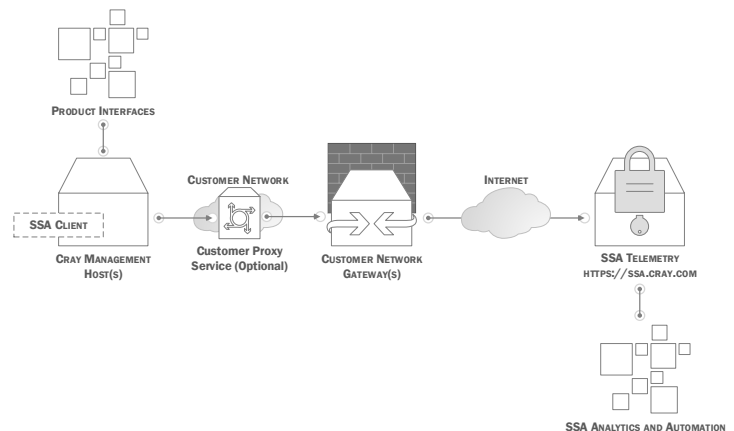 PRODUCT INTERFACES
CUSTOMER NETWORK
INTERNET
SSA CLIENT
CRAY MANAGEMENT
HOST(S)
Customer Proxy
Service (Optional)
CUSTOMER NETWORK
GATEWAY(S)
SSA TELEMETRY
HTTPS://SSA.CRAY.COM
SSA ANALYTICS AND AUTOMATION